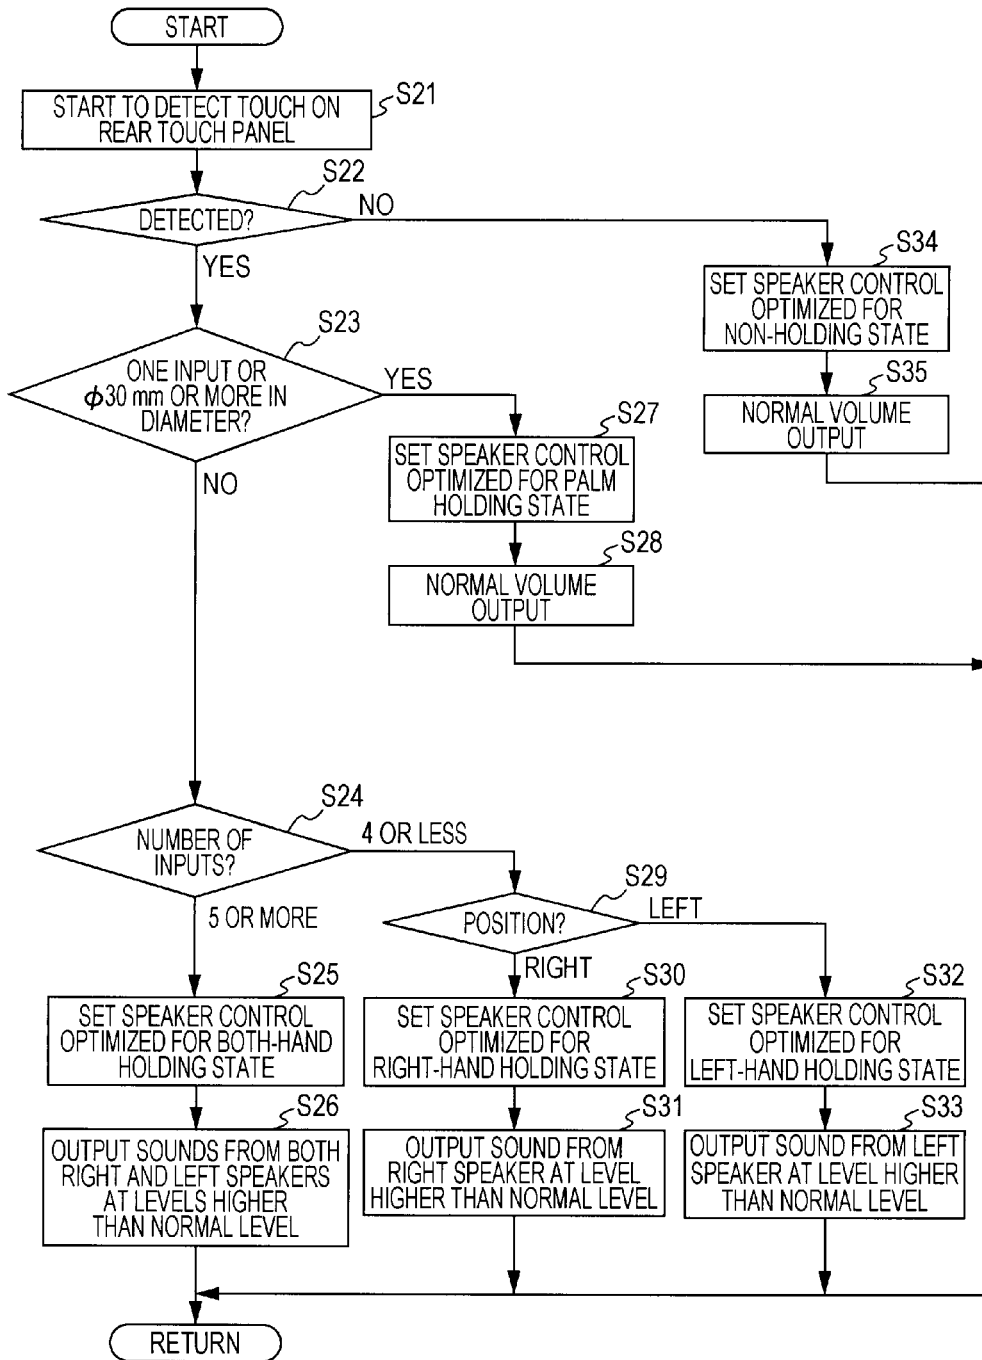 START
S21
START TO DETECT TOUCH ON
REAR TOUCH PANEL
S22
DETECTED?
NO
YES
S34
SET SPEAKER CONTROL
OPTIMIZED FOR
NON-HOLDING STATE
S35
NORMAL VOLUME
OUTPUT
S23
ONE INPUT OR
ϕ30 mm OR MORE IN
DIAMETER?
YES
NO
S27
SET SPEAKER CONTROL
OPTIMIZED FOR PALM
HOLDING STATE
S28
NORMAL VOLUME
OUTPUT
S24
NUMBER OF
INPUTS?
4 OR LESS
5 OR MORE
S29
POSITION?
LEFT
RIGHT
S25
SET SPEAKER CONTROL
OPTIMIZED FOR BOTH-HAND
HOLDING STATE
S26
OUTPUT SOUNDS FROM BOTH
RIGHT AND LEFT SPEAKERS
AT LEVELS HIGHER
THAN NORMAL LEVEL
S30
SET SPEAKER CONTROL
OPTIMIZED FOR
RIGHT-HAND HOLDING STATE
S31
OUTPUT SOUND FROM
RIGHT SPEAKER AT LEVEL
HIGHER THAN NORMAL LEVEL
S32
SET SPEAKER CONTROL
OPTIMIZED FOR
LEFT-HAND HOLDING STATE
S33
OUTPUT SOUND FROM LEFT
SPEAKER AT LEVEL HIGHER
THAN NORMAL LEVEL
RETURN